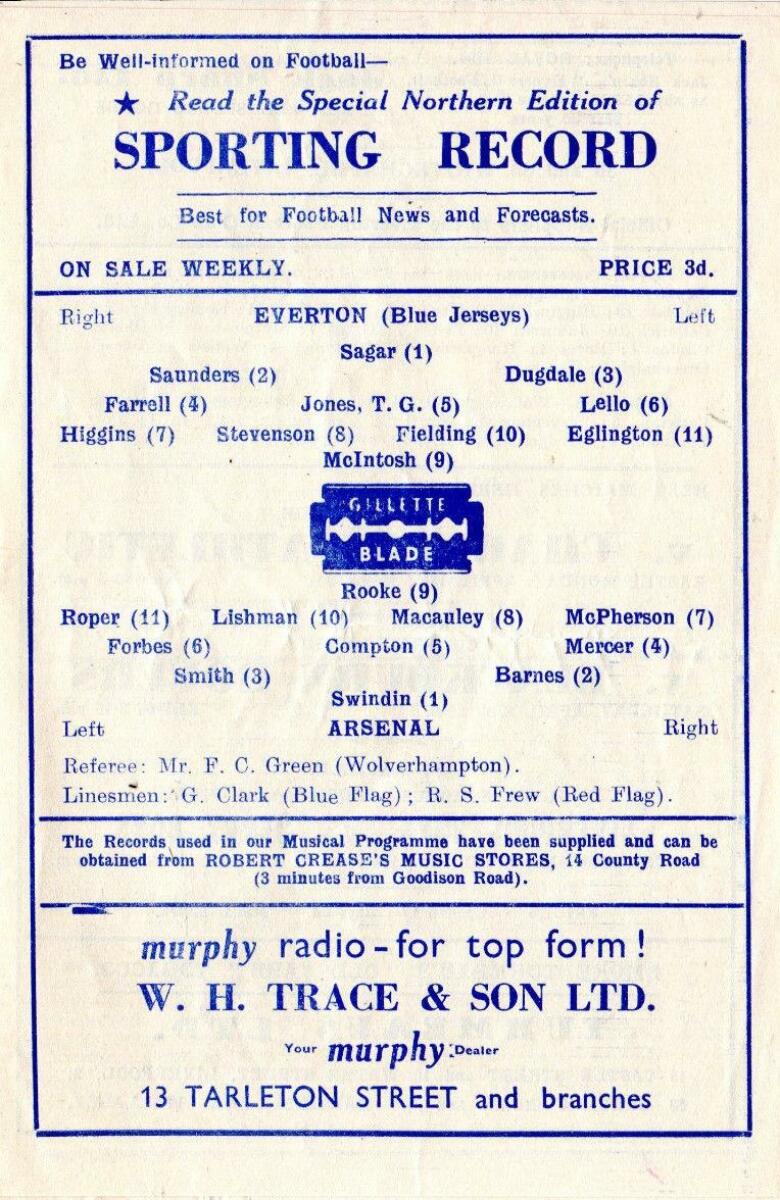 Be Well-informed on Football—
★ Read the Special Northern Edition of
SPORTING RECORD
Best for Football News and Forecasts.
ON SALE WEEKLY. PRICE 3d.
Right EVERTON (Blue Jerseys) Left
Sagar (1)
Saunders (2) Dugdale (3)
Farrell (4) Jones, T. G. (5) Lello (6)
Higgins (7) Stevenson (8) Fielding (10) Eglington (11)
McIntosh (9)
GILLETTE
BLADE
Rooke (9)
Roper (11) Lishman (10) Macauley (8) McPherson (7)
Forbes (6) Compton (5) Mercer (4)
Smith (3) Barnes (2)
Swindin (1)
Left ARSENAL Right
Referee: Mr. F. C. Green (Wolverhampton).
Linesmen: G. Clark (Blue Flag); R. S. Frew (Red Flag).
The Records used in our Musical Programme have been supplied and can be
obtained from ROBERT CREASE'S MUSIC STORES, 14 County Road
(3 minutes from Goodison Road).
murphy radio-for top form!
W. H. TRACE & SON LTD.
Your murphy Dealer
13 TARLETON STREET and branches